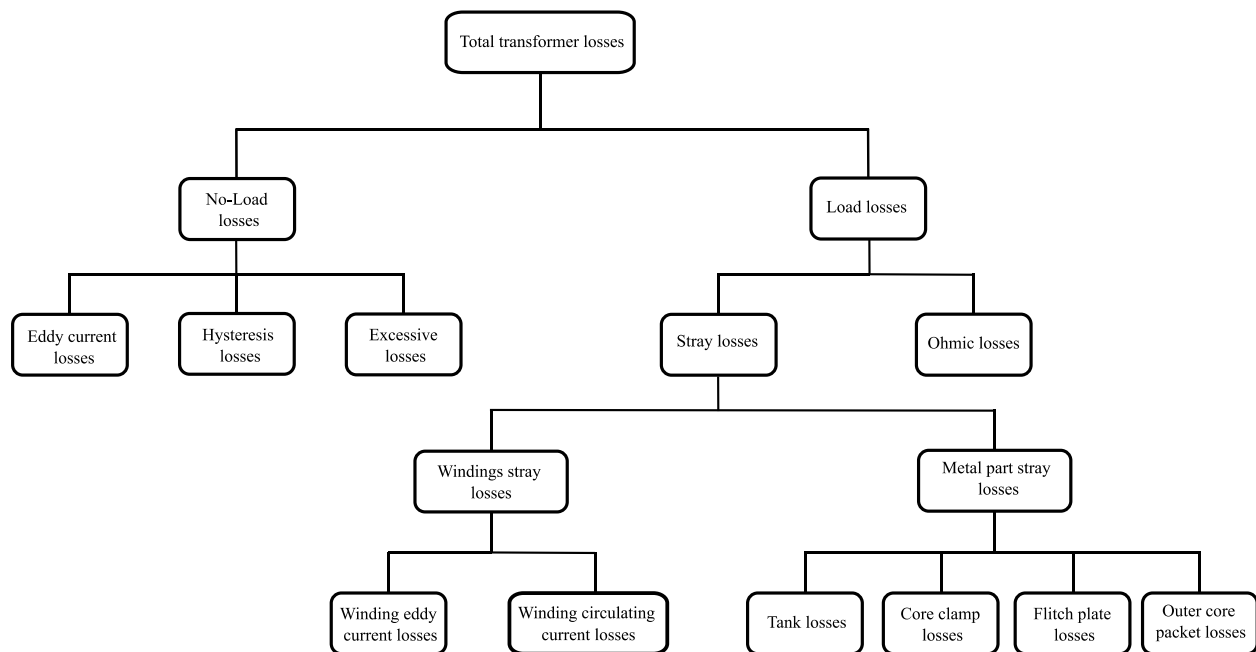 Total transformer losses
No-Load
losses
Load losses
Eddy current
losses
Hysteresis
losses
Excessive
losses
Stray losses
Ohmic losses
Windings stray
losses
Metal part stray
losses
Winding eddy
current losses
Winding circulating
current losses
Tank losses
Core clamp
losses
Flitch plate
losses
Outer core
packet losses